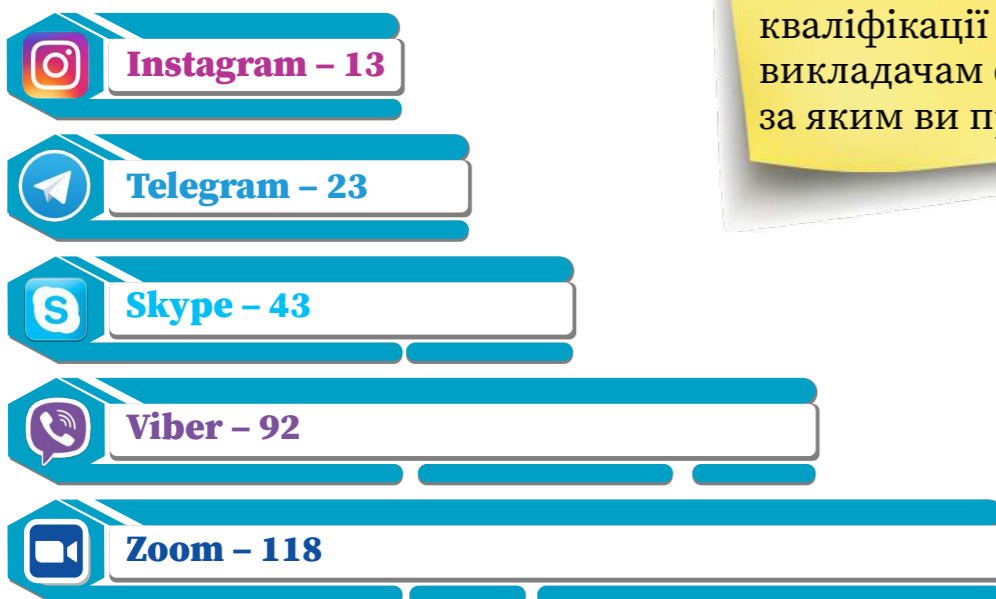 кваліфікації
викладачам
за яким ви
Instagram – 13
Telegram – 23
Skype – 43
Viber – 92
Zoom – 118